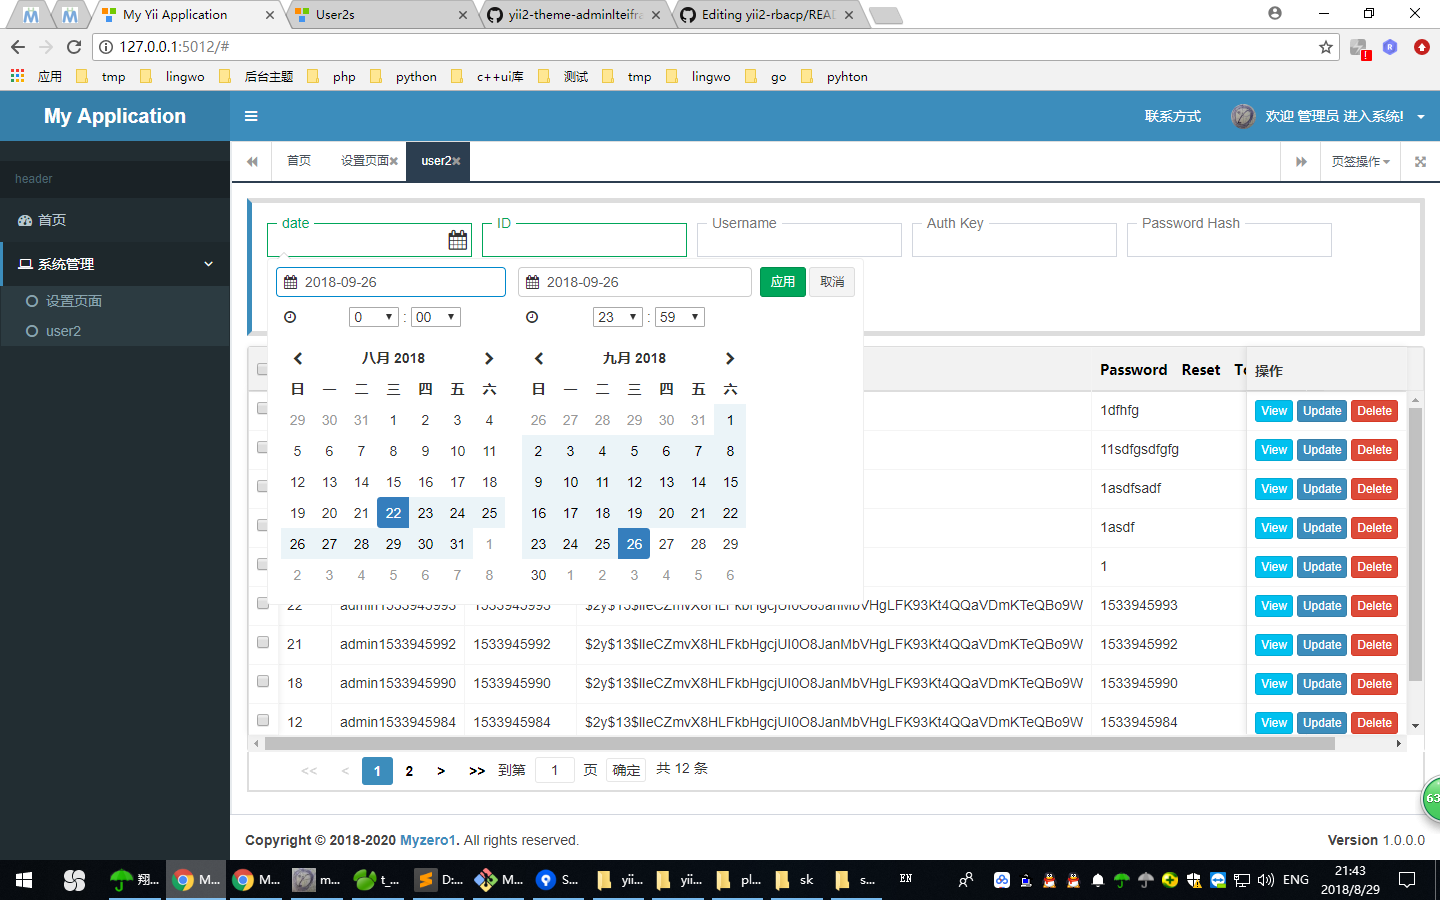 My Yii Application
User2s
yii2-theme-adminlteifra
Editing yii2-rbacp/REA
127.0.0.1:5012/#
应用 tmp lingwo 后台主题 php python c++ui库 测试 tmp lingwo go pyhton
My Application
联系方式
欢迎 管理员 进入系统!
首页
设置页面
user2
页签操作
header
首页
系统管理
设置页面
user2
date
ID
Username
Auth Key
Password Hash
2018-09-26
2018-09-26
应用
取消
0 : 00
23 : 59
八月 2018
日 一 二 三 四 五 六
29 30 31 1 2 3 4
5 6 7 8 9 10 11
12 13 14 15 16 17 18
19 20 21 22 23 24 25
26 27 28 29 30 31 1
2 3 4 5 6 7 8
九月 2018
日 一 二 三 四 五 六
26 27 28 29 30 31 1
2 3 4 5 6 7 8
9 10 11 12 13 14 15
16 17 18 19 20 21 22
23 24 25 26 27 28 29
30 1 2 3 4 5 6
Password Reset 操作
1dfhfg View Update Delete
11sdfgsdfgfg View Update Delete
1asdfsadf View Update Delete
1asdf View Update Delete
1 View Update Delete
22 admin1533945993 1533945993 $2y$13$IIeCZmvX8HLFkbHgcjUI0O8JanMbVHgLFK93Kt4QQaVDmKTeQBo9W 1533945993 View Update Delete
21 admin1533945992 1533945992 $2y$13$IIeCZmvX8HLFkbHgcjUI0O8JanMbVHgLFK93Kt4QQaVDmKTeQBo9W 1533945992 View Update Delete
18 admin1533945990 1533945990 $2y$13$IIeCZmvX8HLFkbHgcjUI0O8JanMbVHgLFK93Kt4QQaVDmKTeQBo9W 1533945990 View Update Delete
12 admin1533945984 1533945984 $2y$13$IIeCZmvX8HLFkbHgcjUI0O8JanMbVHgLFK93Kt4QQaVDmKTeQBo9W 1533945984 View Update Delete
<< < 1 2 > >> 到第 1 页 确定 共 12 条
63
Copyright © 2018-2020 Myzero1. All rights reserved.
Version 1.0.0.0
翔... M... M... m... t_... D:... M... S... yii... yii... pl... sk s... EN
ENG
21:43
2018/8/29